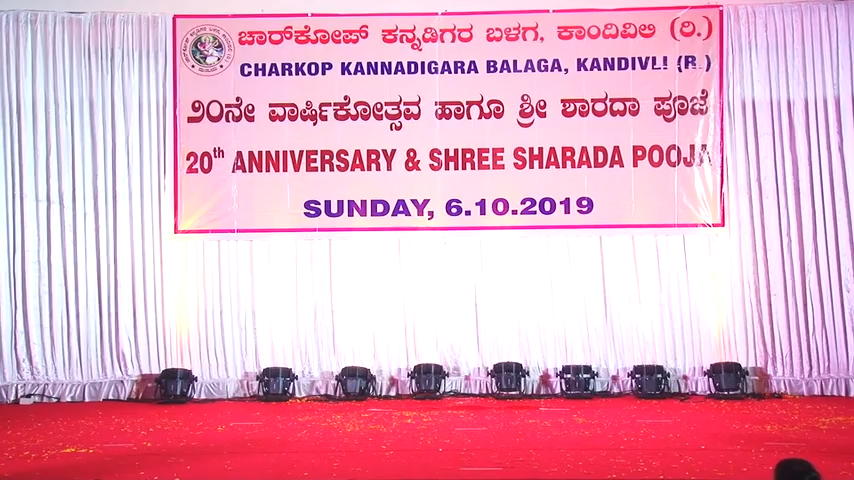 ಚಾರ್‌ಕೋಪ್ ಕನ್ನಡಿಗರ ಬಳಗ, ಕಾಂದಿವಿಲಿ (ರಿ.)
CHARKOP KANNADIGARA BALAGA, KANDIVLI (R.)
೨೦ನೇ ವಾರ್ಷಿಕೋತ್ಸವ ಹಾಗೂ ಶ್ರೀ ಶಾರದಾ ಪೂಜೆ
20th ANNIVERSARY & SHREE SHARADA POOJA
SUNDAY, 6.10.2019